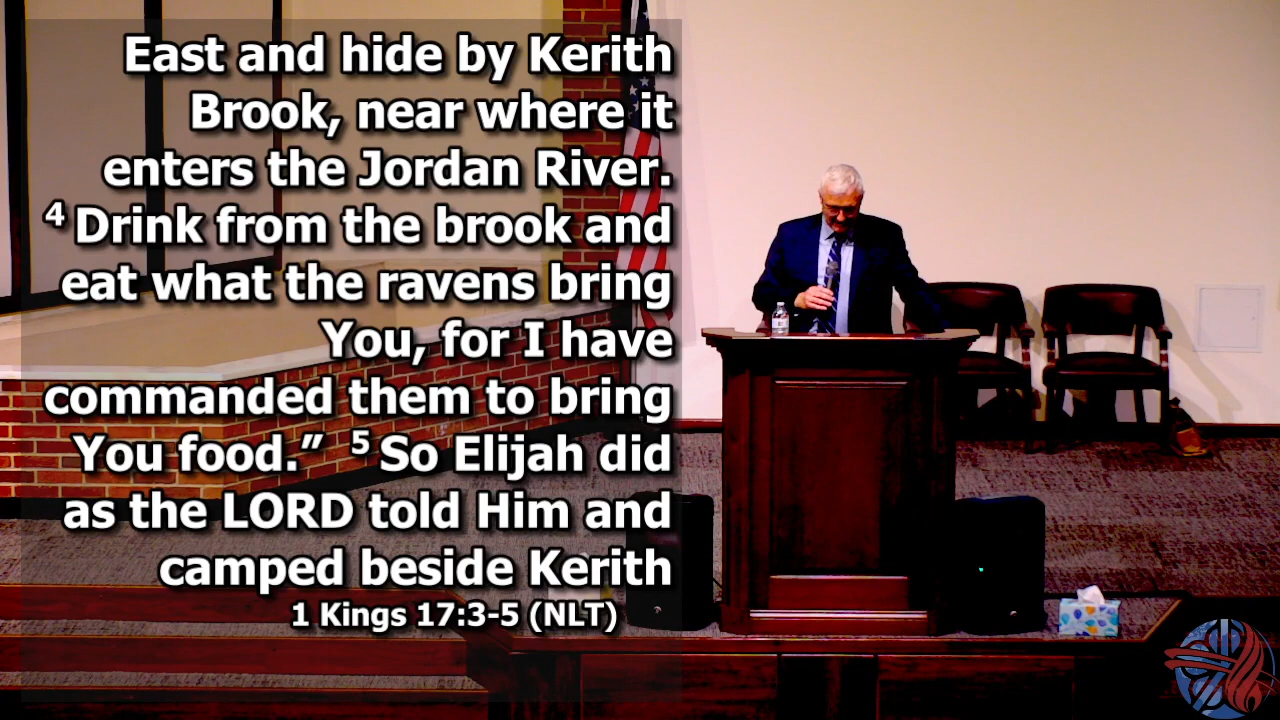 East and hide by Kerith
Brook, near where it
enters the Jordan River.
4 Drink from the brook and
eat what the ravens bring
You, for I have
commanded them to bring
You food.” 5 So Elijah did
as the LORD told Him and
camped beside Kerith
1 Kings 17:3-5 (NLT)